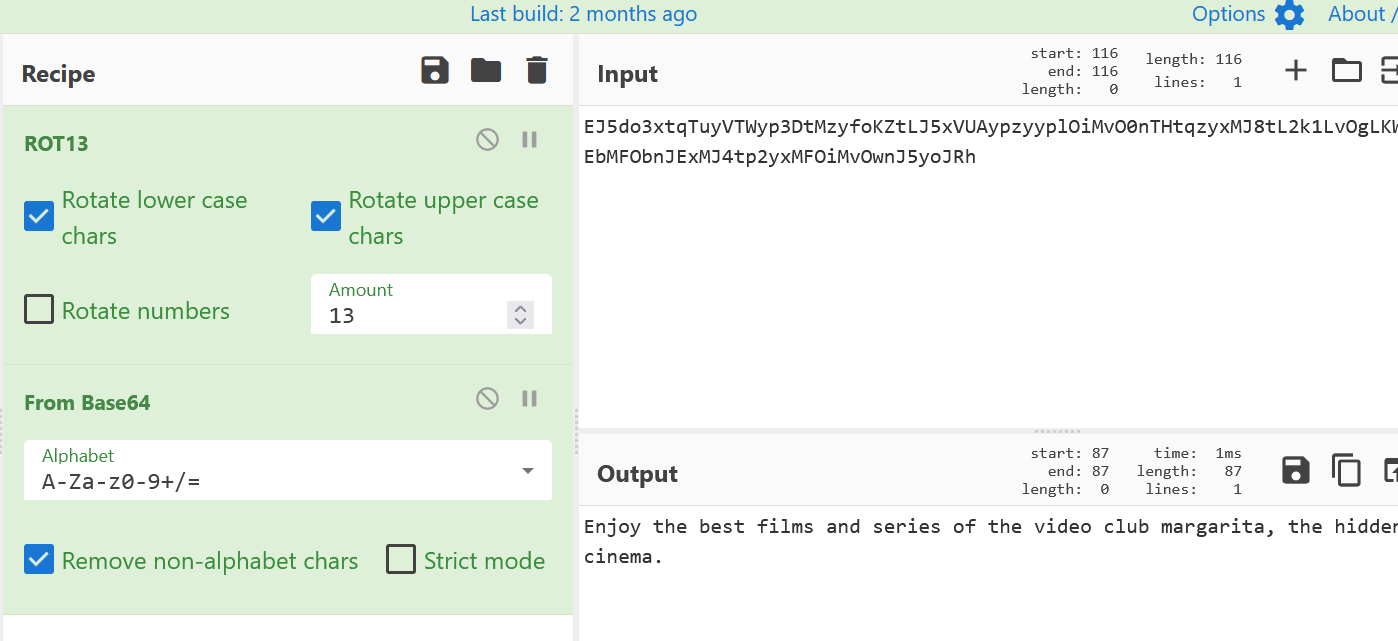 Last build: 2 months ago
Options
About /
Recipe
ROT13
Rotate lower case chars
Rotate upper case chars
Rotate numbers
Amount
13
From Base64
Alphabet
A-Za-z0-9+/=
Remove non-alphabet chars
Strict mode
Input
start: 116
end: 116
length: 0
length: 116
lines: 1
EJ5do3xtqTuyVTWyp3DtMzyfoKZtLJ5xVUAypzyyplOiMvO0nTHtqzyxMJ8tL2k1LvOgLKW
EbMFObnJExMJ4tp2yxMFOiMvOwnJ5yoJRh
Output
start: 87
end: 87
length: 0
time: 1ms
length: 87
lines: 1
Enjoy the best films and series of the video club margarita, the hidden
cinema.